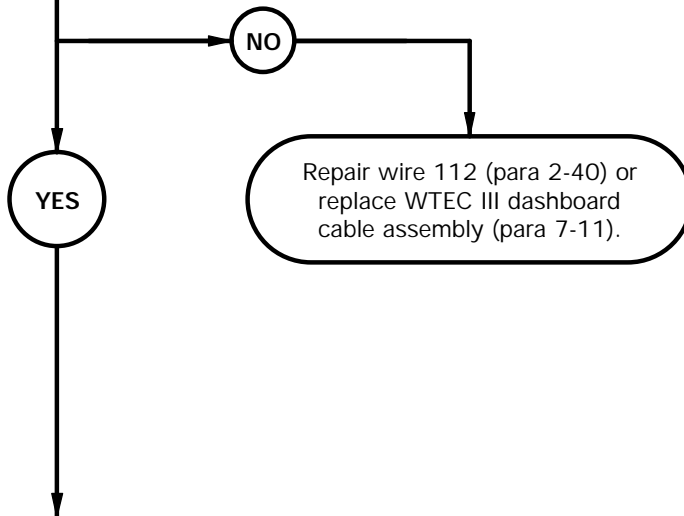 NO
YES
Repair wire 112 (para 2-40) or
replace WTEC III dashboard
cable assembly (para 7-11).